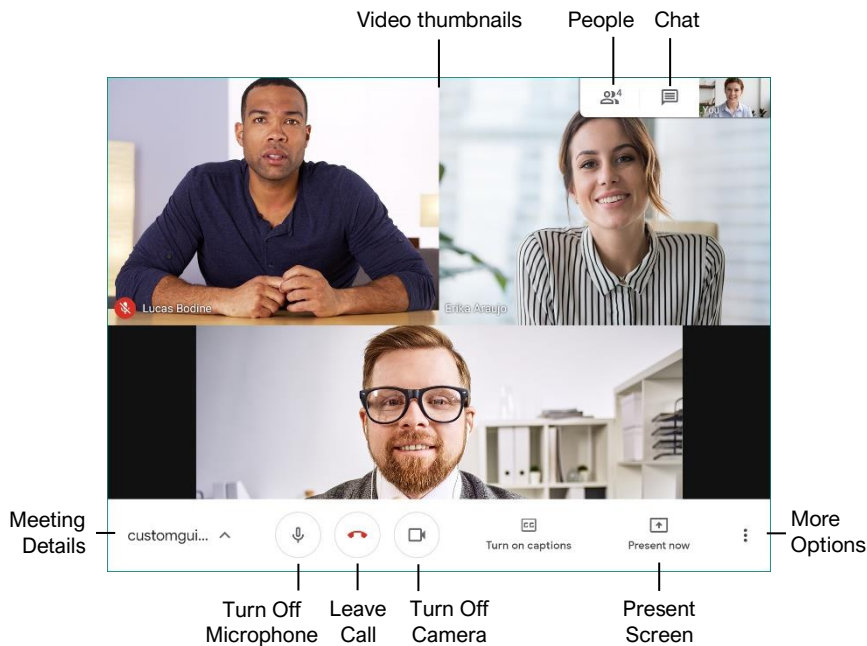 Video thumbnails People Chat
4
You
Lucas Bodine
Erika Araujo
Meeting
Details
customgui...
CC
Turn on captions
Present now
More
Options
Turn Off
Microphone
Leave
Call
Turn Off
Camera
Present
Screen